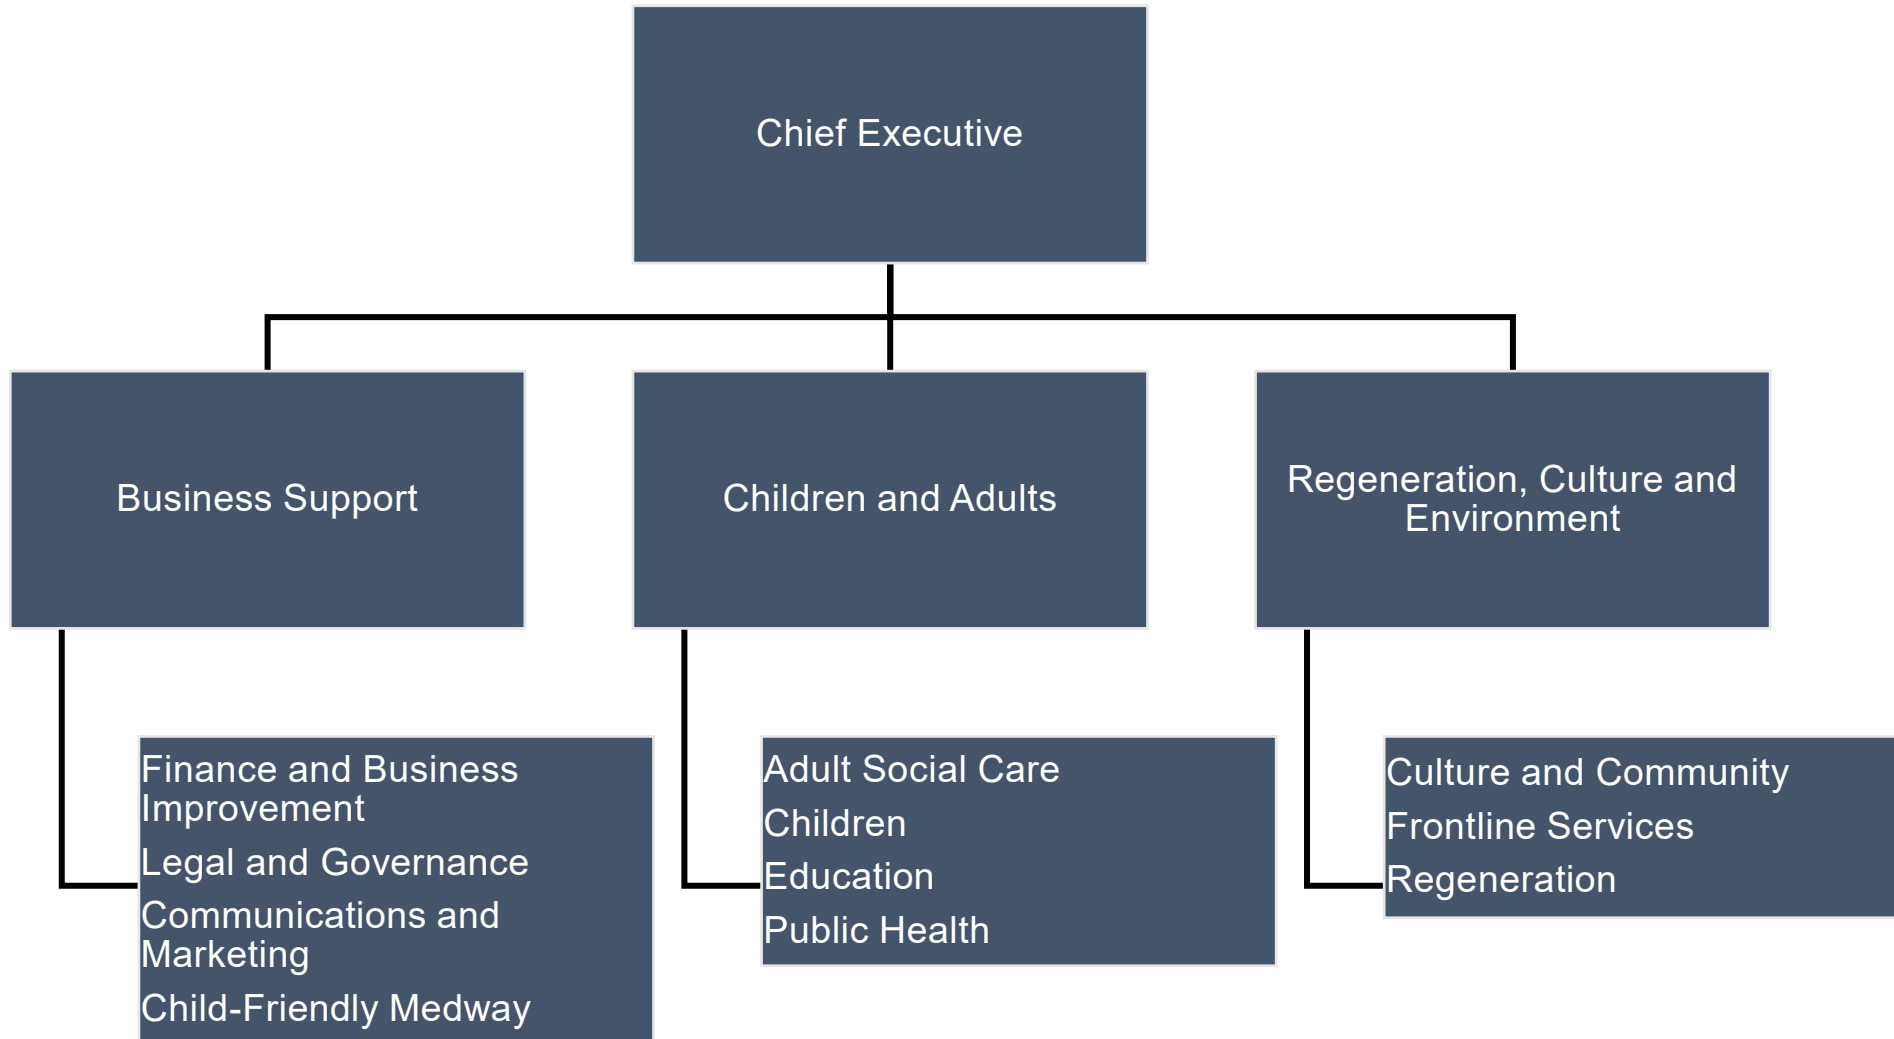 Chief Executive
Business Support
Children and Adults
Regeneration, Culture and
Environment
Finance and Business
Improvement
Legal and Governance
Communications and
Marketing
Child-Friendly Medway
Adult Social Care
Children
Education
Public Health
Culture and Community
Frontline Services
Regeneration